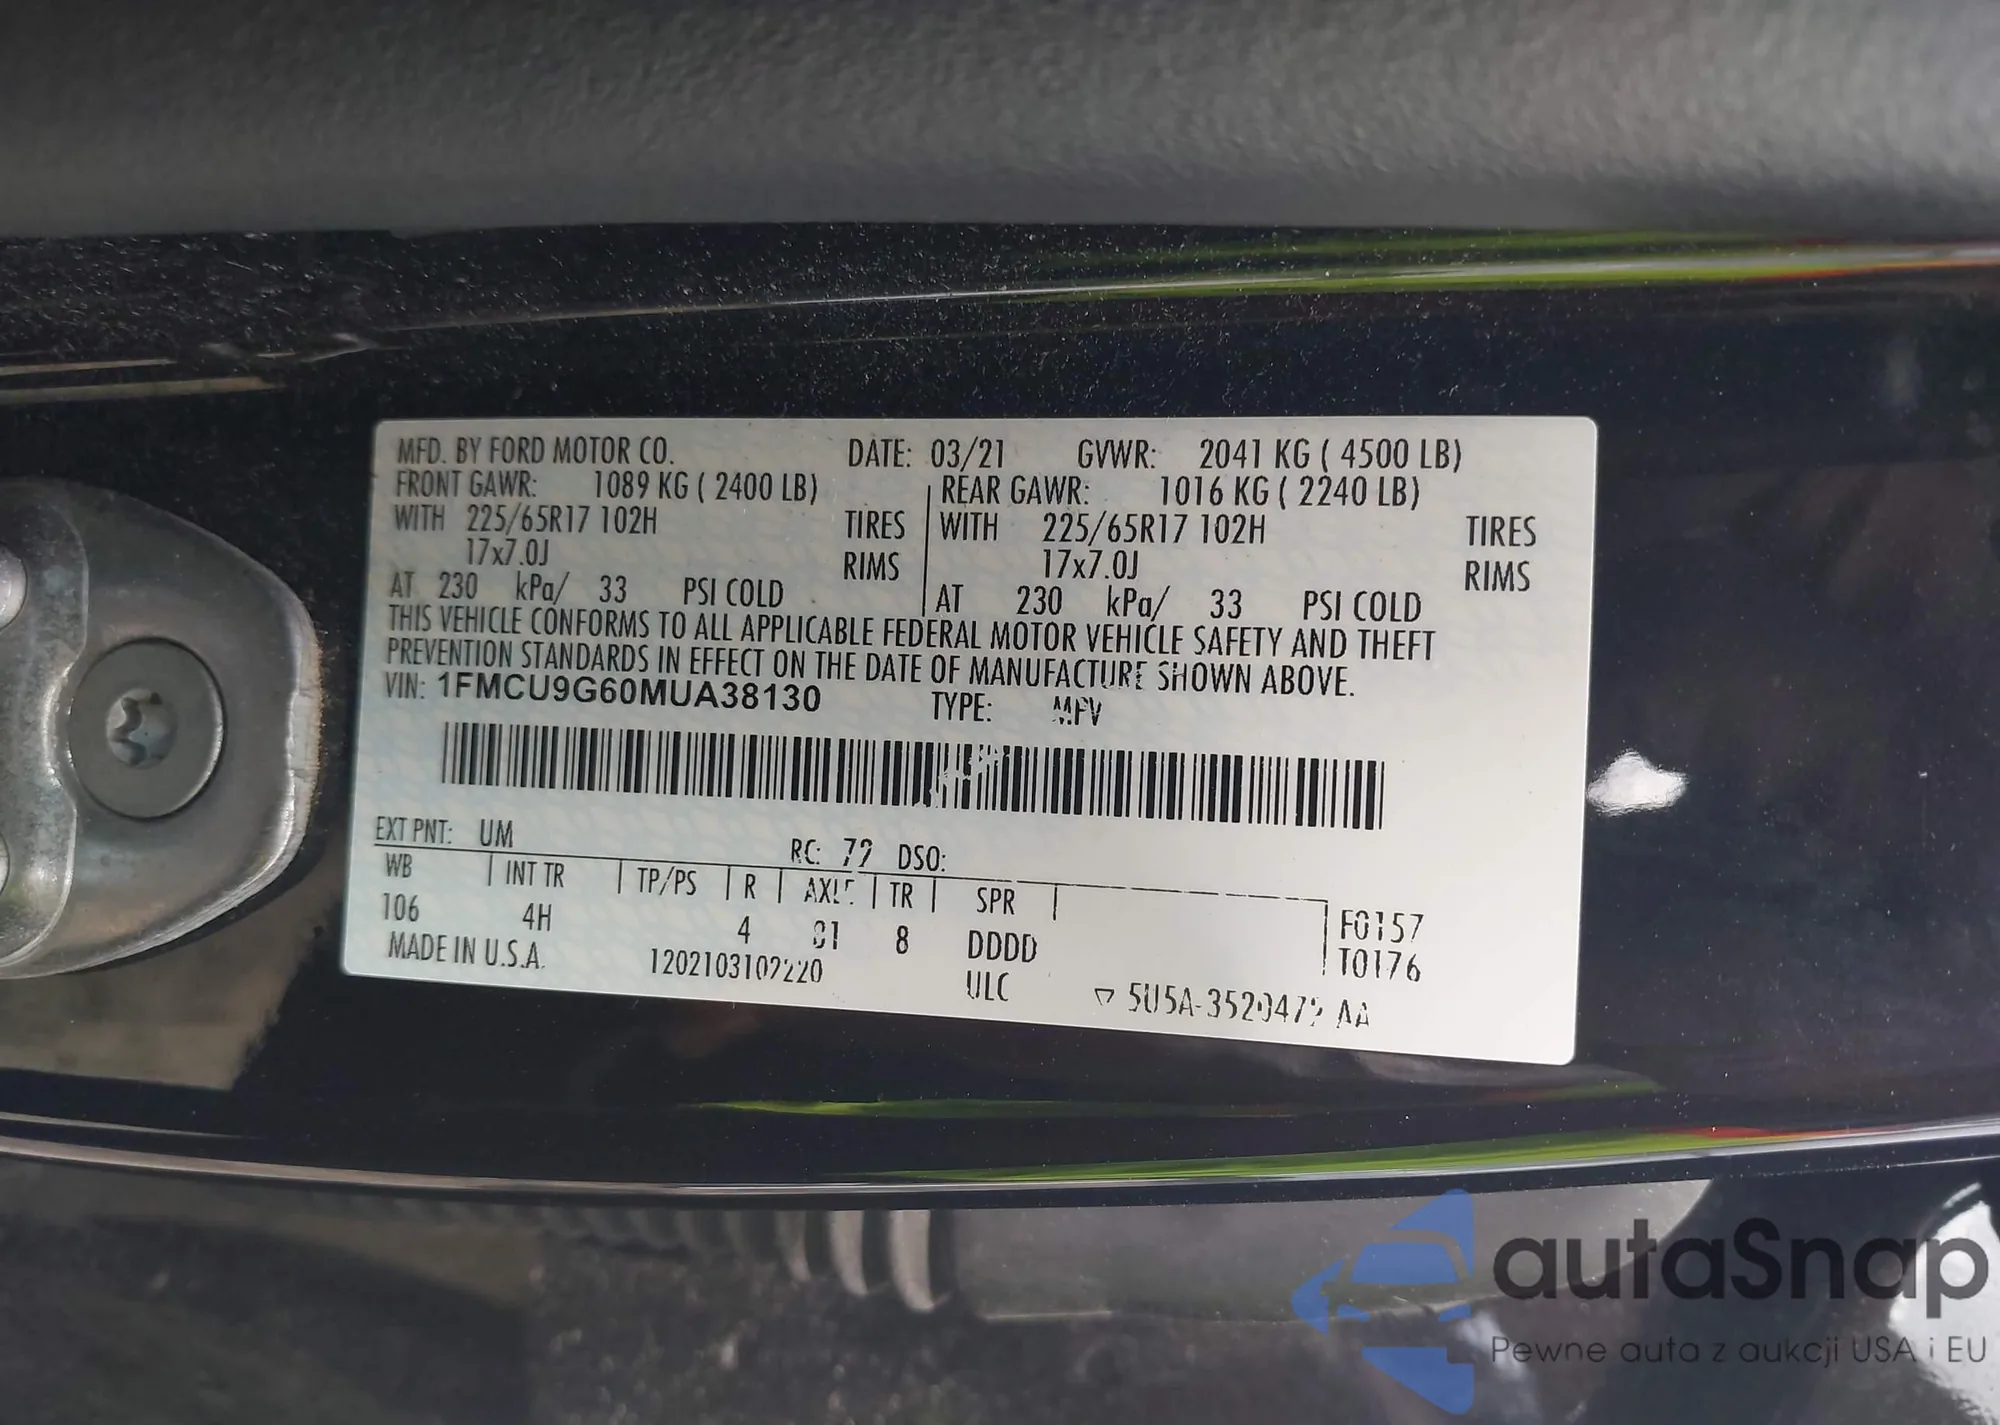 MFD. BY FORD MOTOR CO. DATE: 03/21 GVWR: 2041 KG ( 4500 LB)
FRONT GAWR: 1089 KG ( 2400 LB) REAR GAWR: 1016 KG ( 2240 LB)
WITH 225/65R17 102H TIRES WITH 225/65R17 102H TIRES
17x7.0J RIMS 17x7.0J RIMS
AT 230 kPa/ 33 PSI COLD AT 230 kPa/ 33 PSI COLD
THIS VEHICLE CONFORMS TO ALL APPLICABLE FEDERAL MOTOR VEHICLE SAFETY AND THEFT
PREVENTION STANDARDS IN EFFECT ON THE DATE OF MANUFACTURE SHOWN ABOVE.
VIN: 1FMCU9G60MUA38130 TYPE: MPV
EXT PNT: UM RC: 72 DSO:
WB INT TR TP/PS R AXLE TR SPR
106 4H 4 81 8 DDDD F0157
T0176
MADE IN U.S.A. 1202103102220 ULC
autaSnap
Pewne auta z aukcji USA i EU